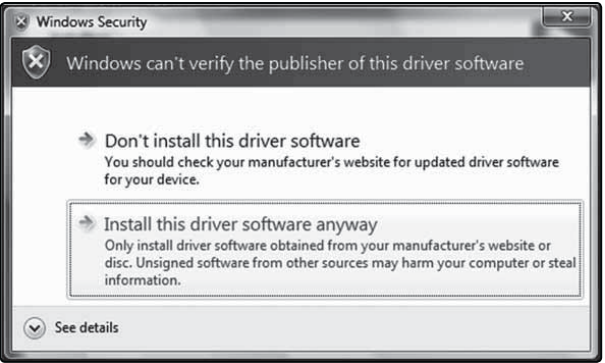 Windows Security
Windows can't verify the publisher of this driver software
Don't install this driver software
You should check your manufacturer's website for updated driver software
for your device.
Install this driver software anyway
Only install driver software obtained from your manufacturer's website or
disc. Unsigned software from other sources may harm your computer or steal
information.
See details